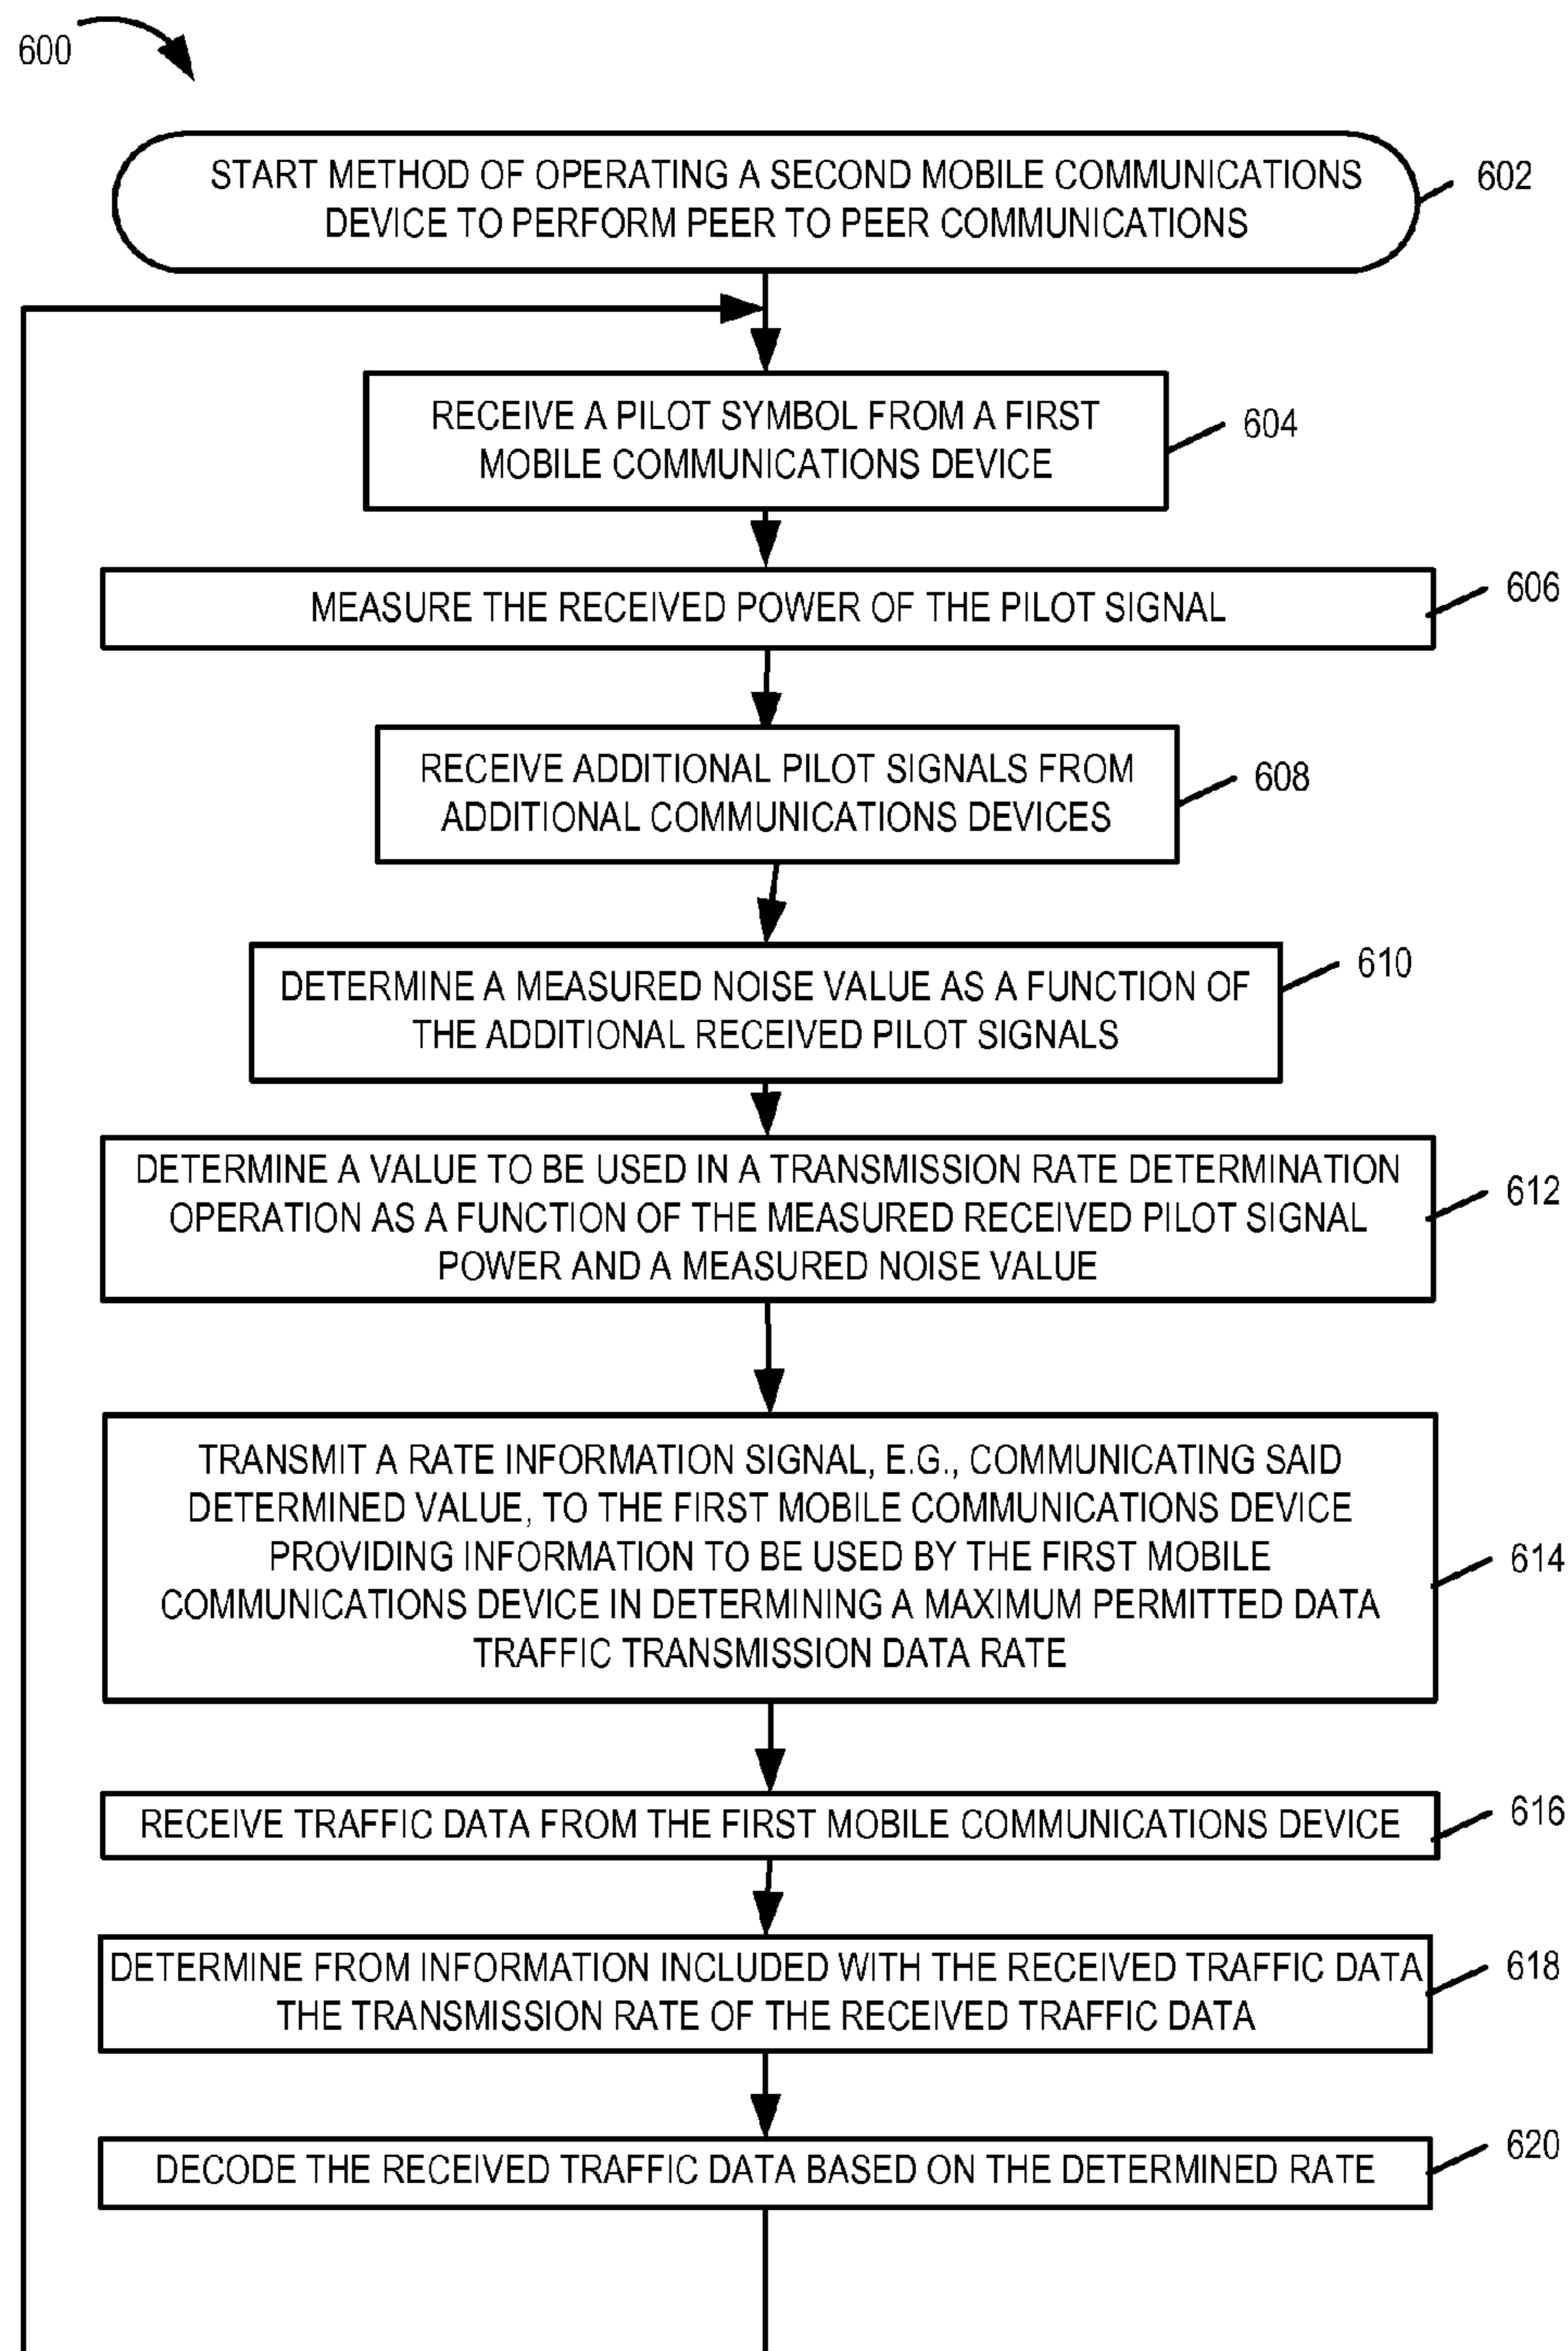 600
START METHOD OF OPERATING A SECOND MOBILE COMMUNICATIONS
DEVICE TO PERFORM PEER TO PEER COMMUNICATIONS
602
RECEIVE A PILOT SYMBOL FROM A FIRST
MOBILE COMMUNICATIONS DEVICE
604
MEASURE THE RECEIVED POWER OF THE PILOT SIGNAL
606
RECEIVE ADDITIONAL PILOT SIGNALS FROM
ADDITIONAL COMMUNICATIONS DEVICES
608
DETERMINE A MEASURED NOISE VALUE AS A FUNCTION OF
THE ADDITIONAL RECEIVED PILOT SIGNALS
610
DETERMINE A VALUE TO BE USED IN A TRANSMISSION RATE DETERMINATION
OPERATION AS A FUNCTION OF THE MEASURED RECEIVED PILOT SIGNAL
POWER AND A MEASURED NOISE VALUE
612
TRANSMIT A RATE INFORMATION SIGNAL, E.G., COMMUNICATING SAID
DETERMINED VALUE, TO THE FIRST MOBILE COMMUNICATIONS DEVICE
PROVIDING INFORMATION TO BE USED BY THE FIRST MOBILE
COMMUNICATIONS DEVICE IN DETERMINING A MAXIMUM PERMITTED DATA
TRAFFIC TRANSMISSION DATA RATE
614
RECEIVE TRAFFIC DATA FROM THE FIRST MOBILE COMMUNICATIONS DEVICE
616
DETERMINE FROM INFORMATION INCLUDED WITH THE RECEIVED TRAFFIC DATA
THE TRANSMISSION RATE OF THE RECEIVED TRAFFIC DATA
618
DECODE THE RECEIVED TRAFFIC DATA BASED ON THE DETERMINED RATE
620